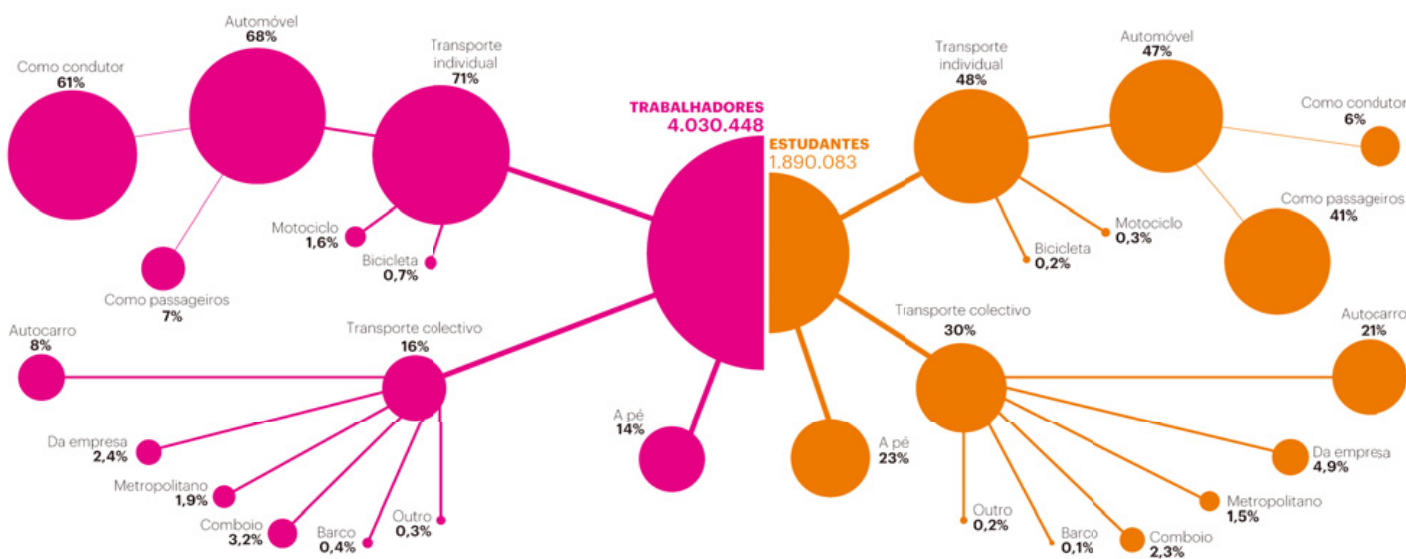 Automóvel
68%
Como condutor
61%
Transporte
individual
71%
Motociclo
1,6%
Bicicleta
0,7%
Como passageiros
7%
TRABALHADORES
4.030.448
Autocarro
8%
Transporte colectivo
16%
Da empresa
2,4%
Metropolitano
1,9%
Comboio
3,2%
Barco
0,4%
Outro
0,3%
A pé
14%
ESTUDANTES
1.890.083
Transporte
individual
48%
Automóvel
47%
Como condutor
6%
Como passageiros
41%
Motociclo
0,3%
Bicicleta
0,2%
Transporte colectivo
30%
Autocarro
21%
A pé
23%
Da empresa
4,9%
Metropolitano
1,5%
Comboio
2,3%
Barco
0,1%
Outro
0,2%